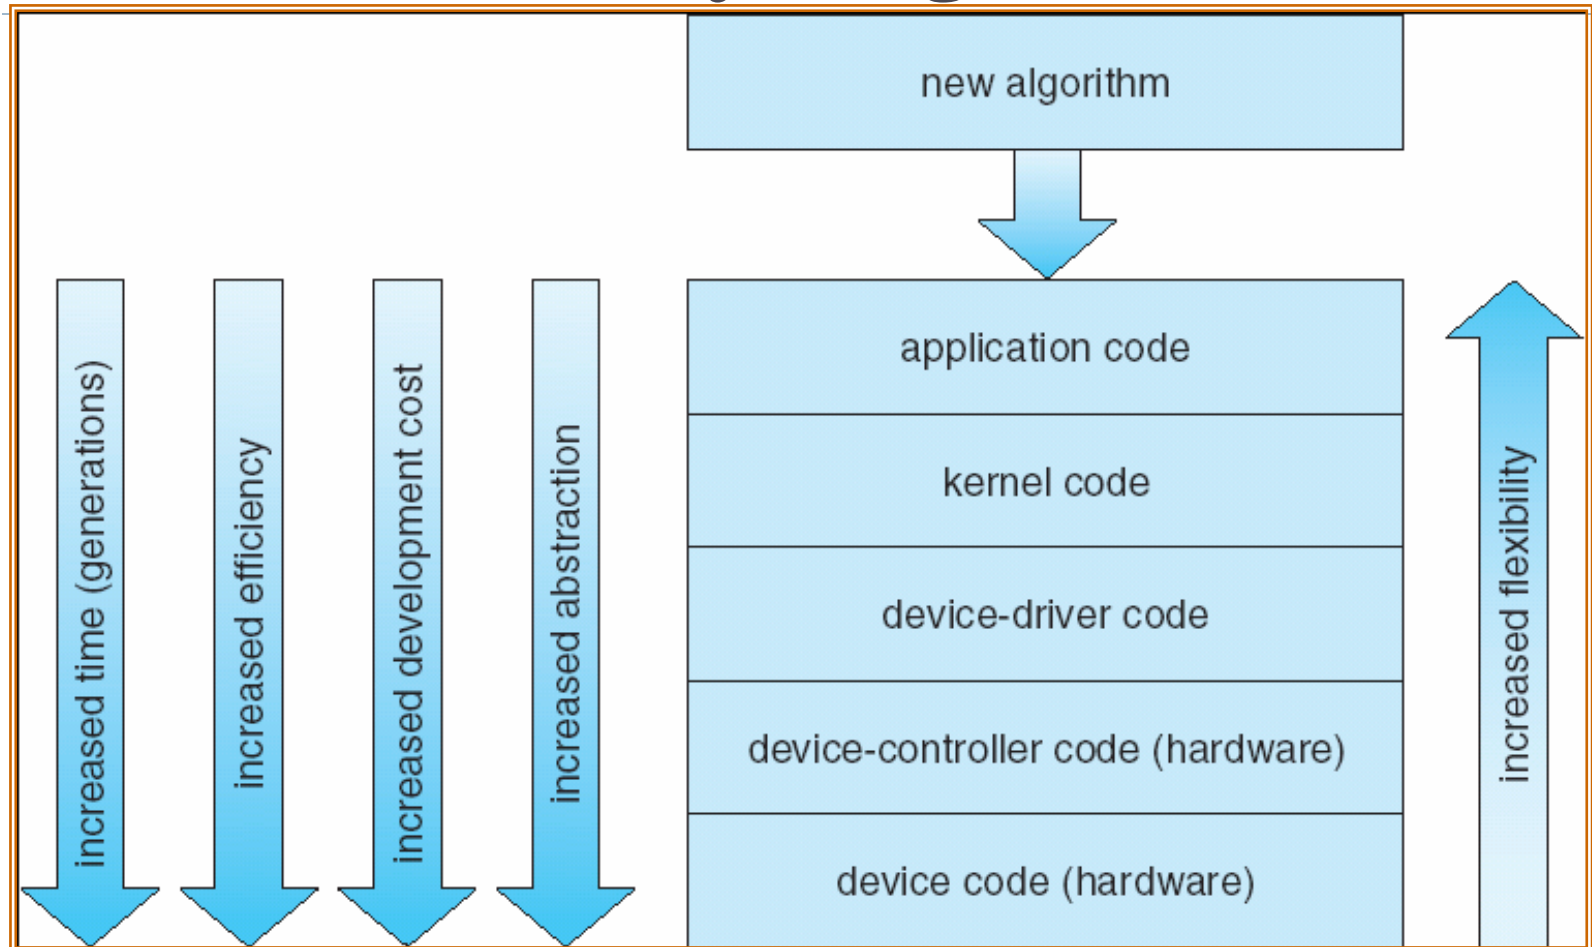 new algorithm
increased time (generations)
increased efficiency
increased development cost
increased abstraction
application code
kernel code
device-driver code
device-controller code (hardware)
device code (hardware)
increased flexibility